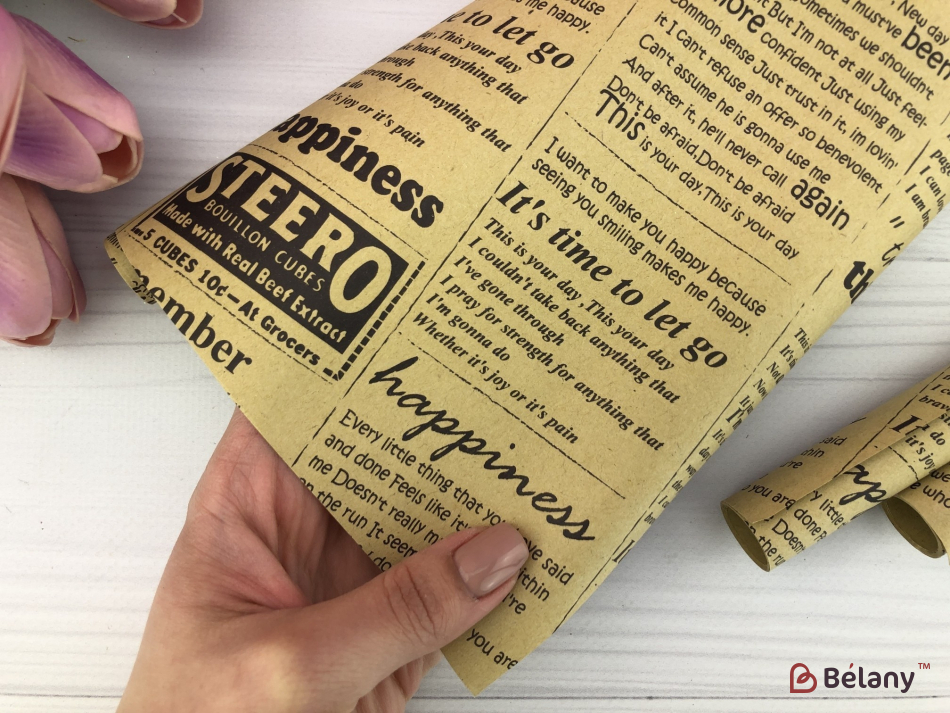 me happy.
to let go
This your day
back anything that
through
strength for anything that
do
it's joy or it's pain
happiness
STEERO
BOUILLON CUBES
Made with Real Beef Extract
5 CUBES 10¢—At Grocers
ember
New day
must've been
Sometimes we shouldn't
But I'm not at all Just feel
more confident Just using my
Common sense Just trust in it, im lovin'
it I can't refuse an offer so benevolent
Can't assume he is gonna use me
And after it, he'll never Call again
Don't be afraid,Don't be afraid
This is your day,This is you day
I want to make you happy because
seeing you smiling makes me happy.
It's time to let go
This is your day, This your day
I couldn't take back anything that
I've gone through
I pray for strength for anything that
I'm gonna do
Whether it's joy or it's pain
happiness
Every little thing that you
and done Feels like it's
me Doesn't really
on the run It seem
said
you are
Bélany™